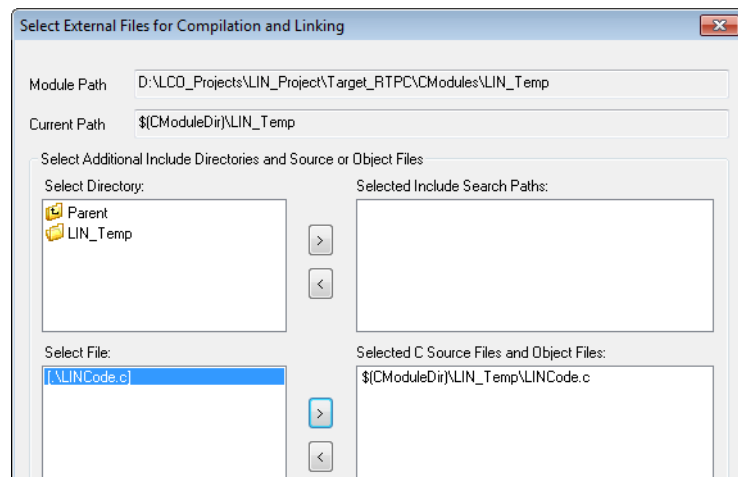 Select External Files for Compilation and Linking
Module Path
D:\LCO_Projects\LIN_Project\Target_RTPC\CModules\LIN_Temp
Current Path
$(CModuleDir)\LIN_Temp
Select Additional Include Directories and Source or Object Files
Select Directory:
Selected Include Search Paths:
Parent
LIN_Temp
>
<
Select File:
Selected C Source Files and Object Files:
[.\LINCode.c]
$(CModuleDir)\LIN_Temp\LINCode.c
>
<